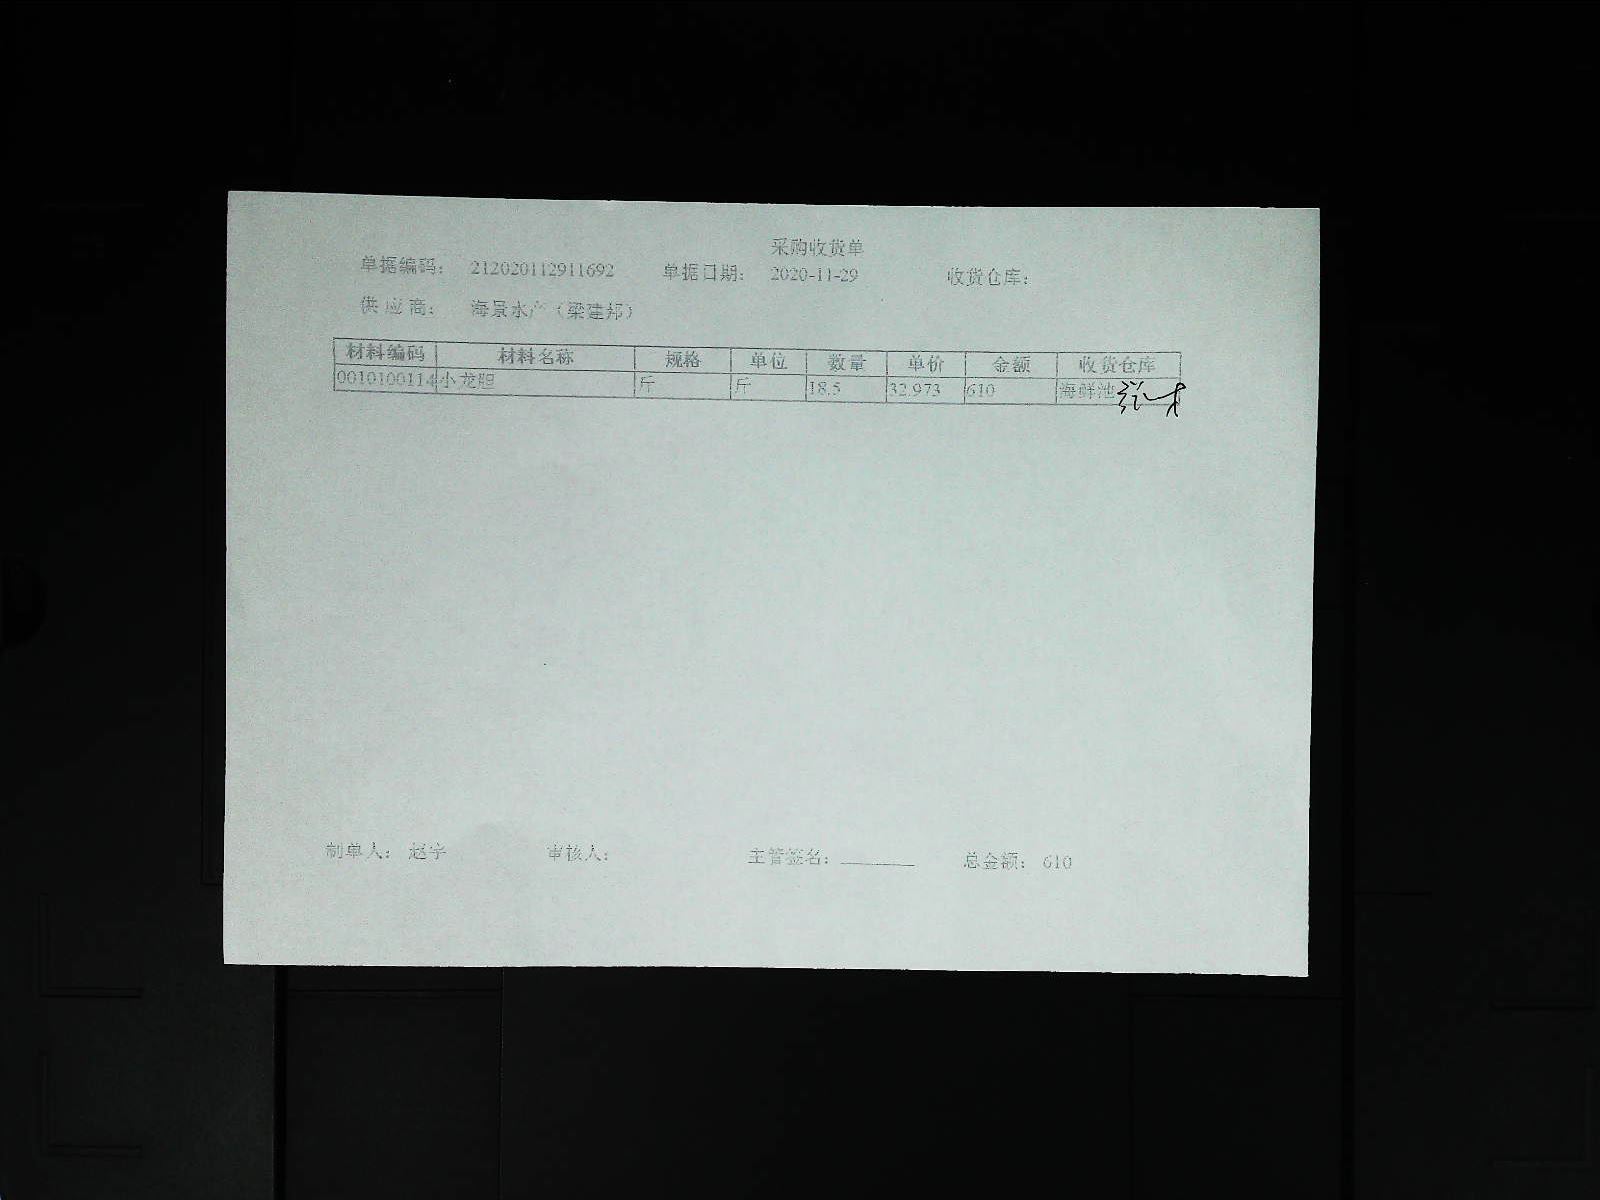 采购收货单
单据编码： 212020112911692 单据日期： 2020-11-29 收货仓库：
供 应 商： 海景水产（梁建邦）
材料编码 材料名称 规格 单位 数量 单价 金额 收货仓库
0010100114 小龙胆 斤 斤 18.5 32.973 610 海鲜池
制单人： 赵宇 审核人： 主管签名： 总金额： 610